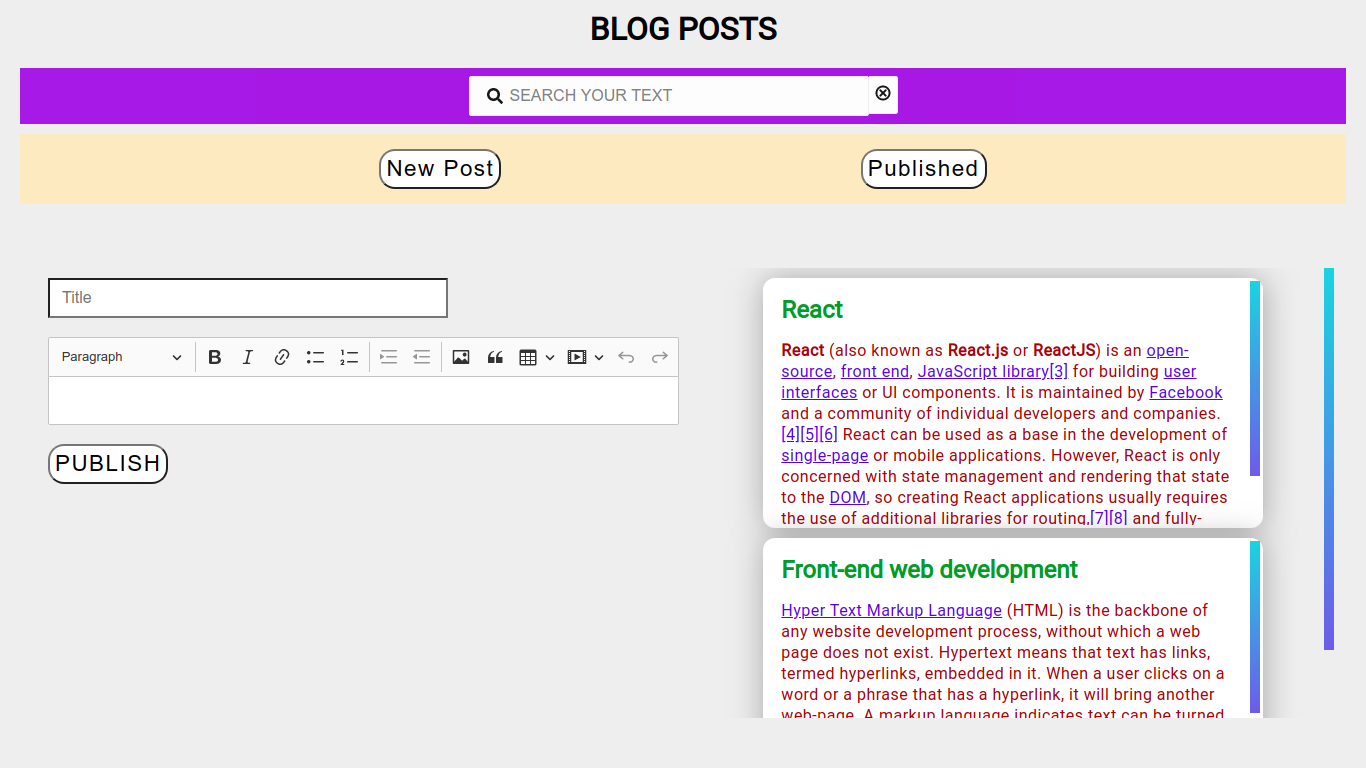 BLOG POSTS
SEARCH YOUR TEXT
New Post
Published
Title
Paragraph
PUBLISH
React
React (also known as React.js or ReactJS) is an open-
source, front end, JavaScript library[3] for building user
interfaces or UI components. It is maintained by Facebook
and a community of individual developers and companies.
[4][5][6] React can be used as a base in the development of
single-page or mobile applications. However, React is only
concerned with state management and rendering that state
to the DOM, so creating React applications usually requires
the use of additional libraries for routing,[7][8] and fully-
Front-end web development
Hyper Text Markup Language (HTML) is the backbone of
any website development process, without which a web
page does not exist. Hypertext means that text has links,
termed hyperlinks, embedded in it. When a user clicks on a
word or a phrase that has a hyperlink, it will bring another
web-page. A markup language indicates text can be turned